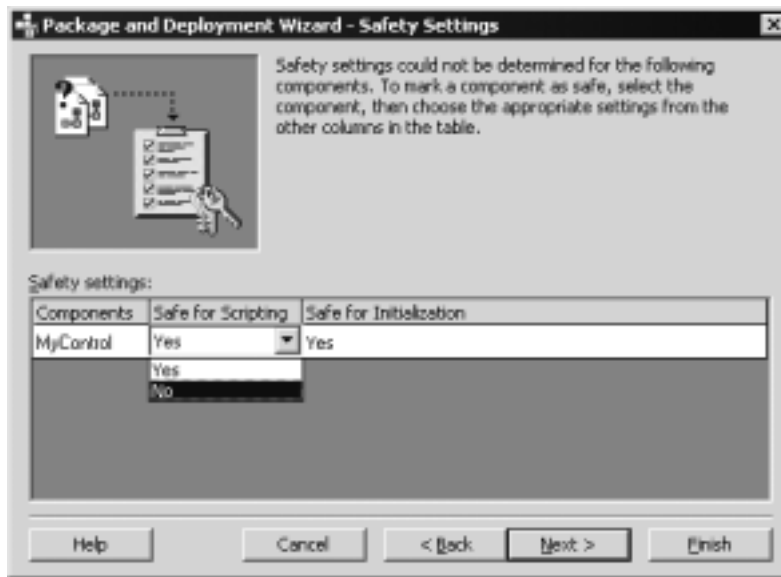 Package and Deployment Wizard - Safety Settings
Safety settings could not be determined for the following
components. To mark a component as safe, select the
component, then choose the appropriate settings from the
other columns in the table.
Safety settings:
Components Safe for Scripting Safe for Initialization
MyControl Yes Yes
Yes
No
Help Cancel < Back Next > Finish